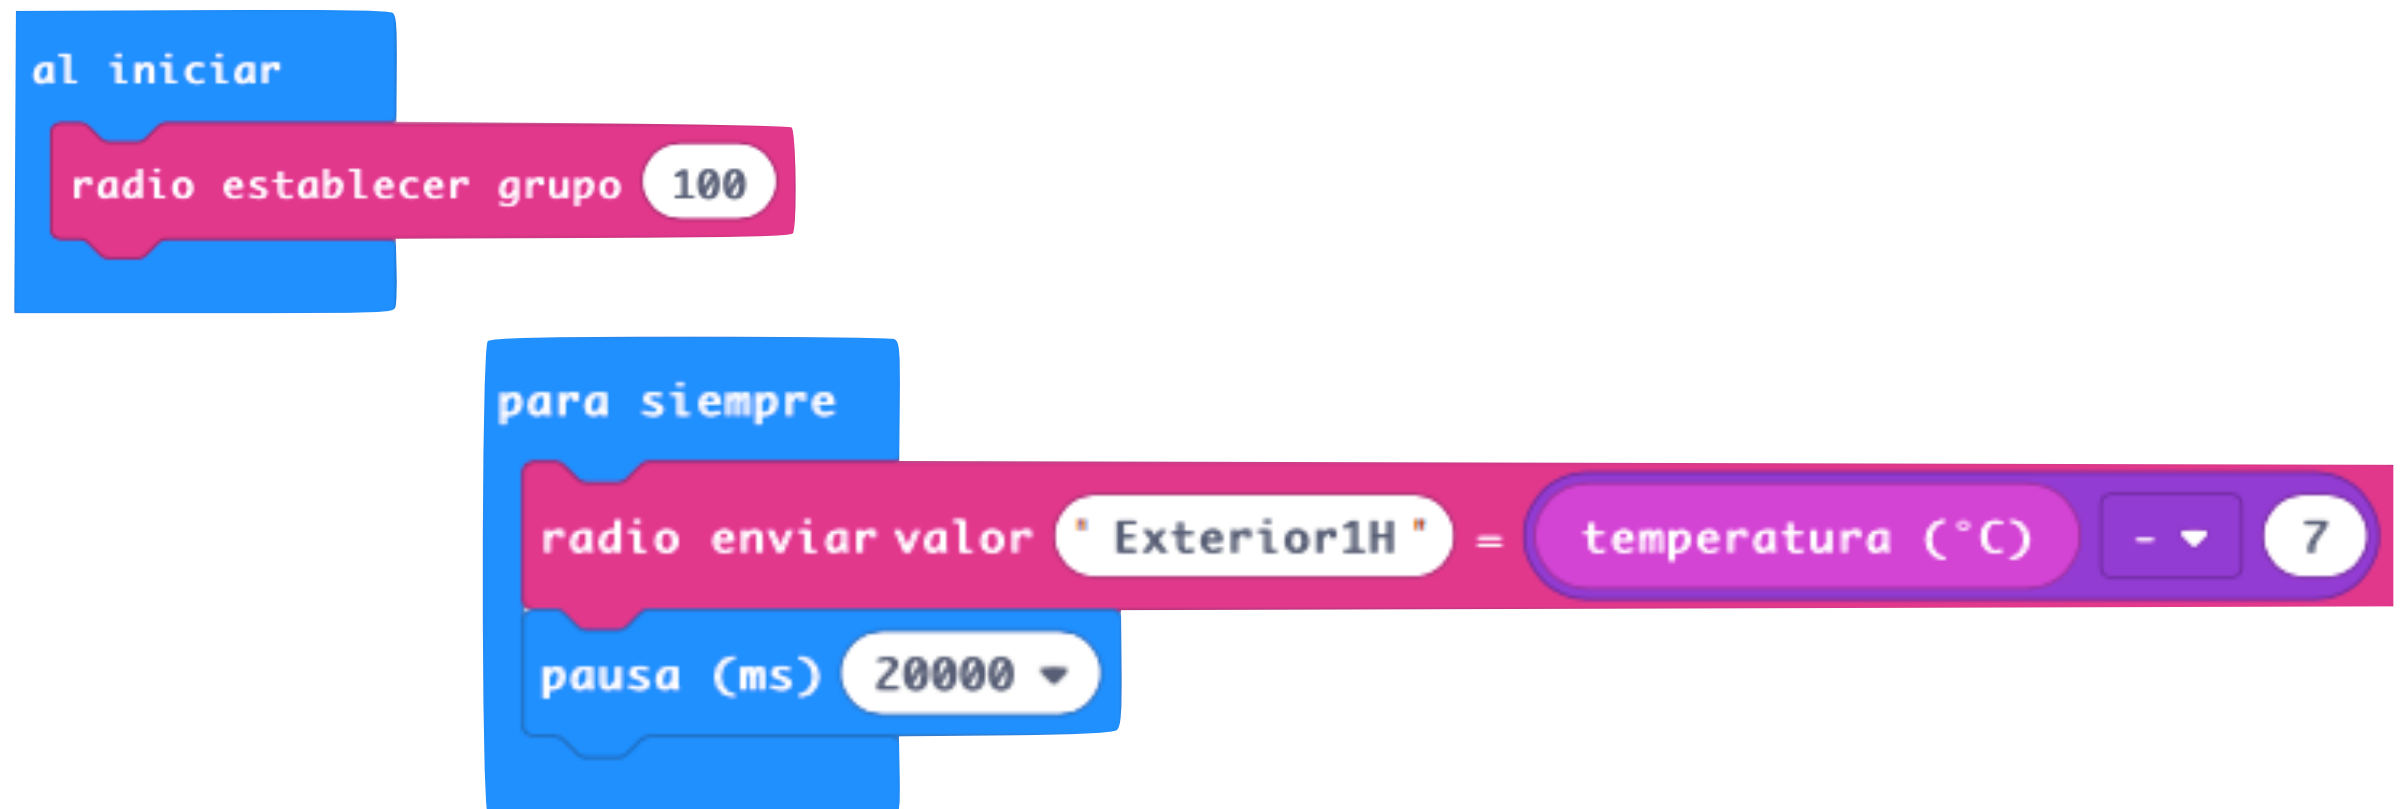 al iniciar
radio establecer grupo 100
para siempre
radio enviar valor " Exterior1H " = temperatura (°C) - 7
pausa (ms) 20000